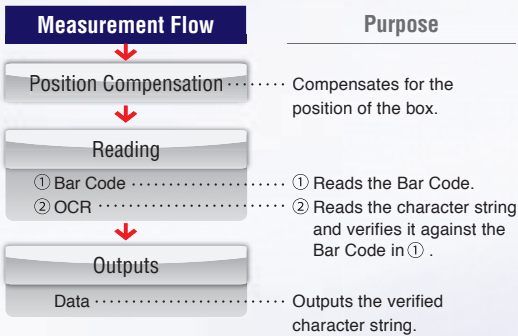 Measurement Flow Purpose
Position Compensation ········ Compensates for the
position of the box.
Reading
① Bar Code ···················· ① Reads the Bar Code.
② OCR ······················· ② Reads the character string
and verifies it against the
Bar Code in ① .
Outputs
Data ························ Outputs the verified
character string.